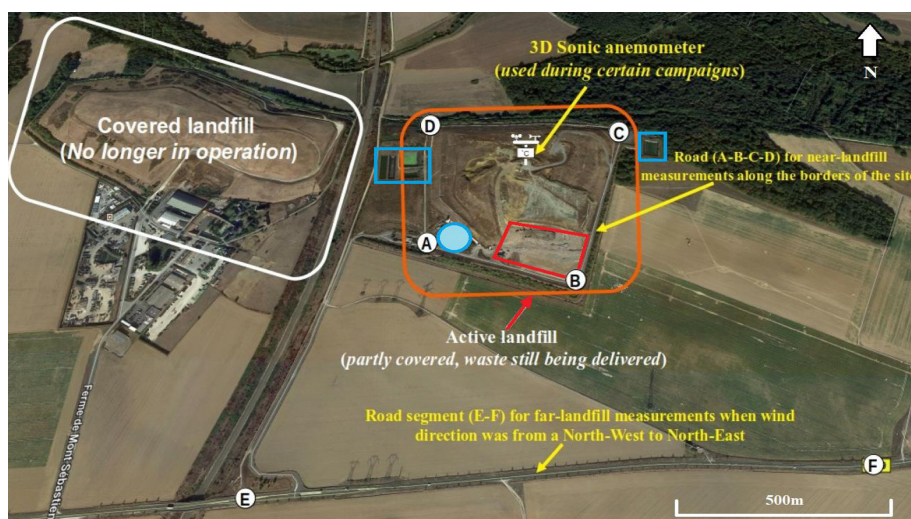 3D Sonic anemometer
(used during certain campaigns)
N
Covered landfill
(No longer in operation)
D
C
°C
Road (A-B-C-D) for near-landfill
measurements along the borders of the site
A
B
Active landfill
(partly covered, waste still being delivered)
Ferme de Mont Sébastien
Road segment (E-F) for far-landfill measurements when wind
direction was from a North-West to North-East
F
E
500m